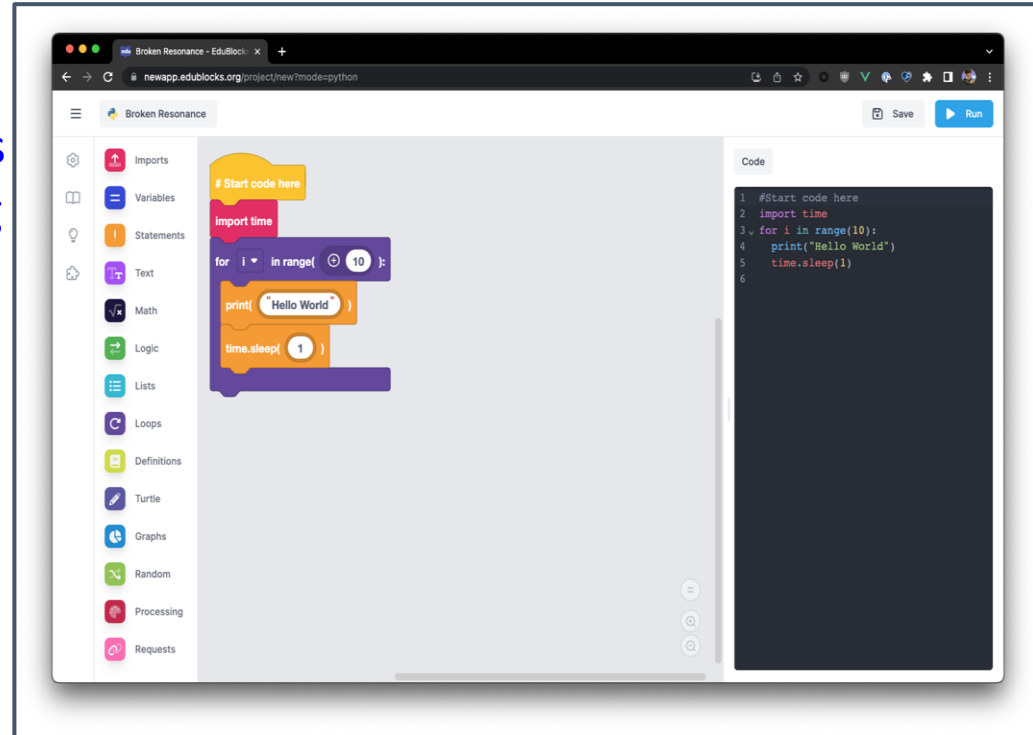 Broken Resonance - EduBlock
newapp.edublocks.org/project/new?mode=python
Broken Resonance
Save
Run
Imports
Variables
Statements
Text
Math
Logic
Lists
Loops
Definitions
Turtle
Graphs
Random
Processing
Requests
# Start code here
import time
for i in range( 10 ):
print( "Hello World" )
time.sleep( 1 )
Code
1 #Start code here
2 import time
3 for i in range(10):
4 print("Hello World")
5 time.sleep(1)
6